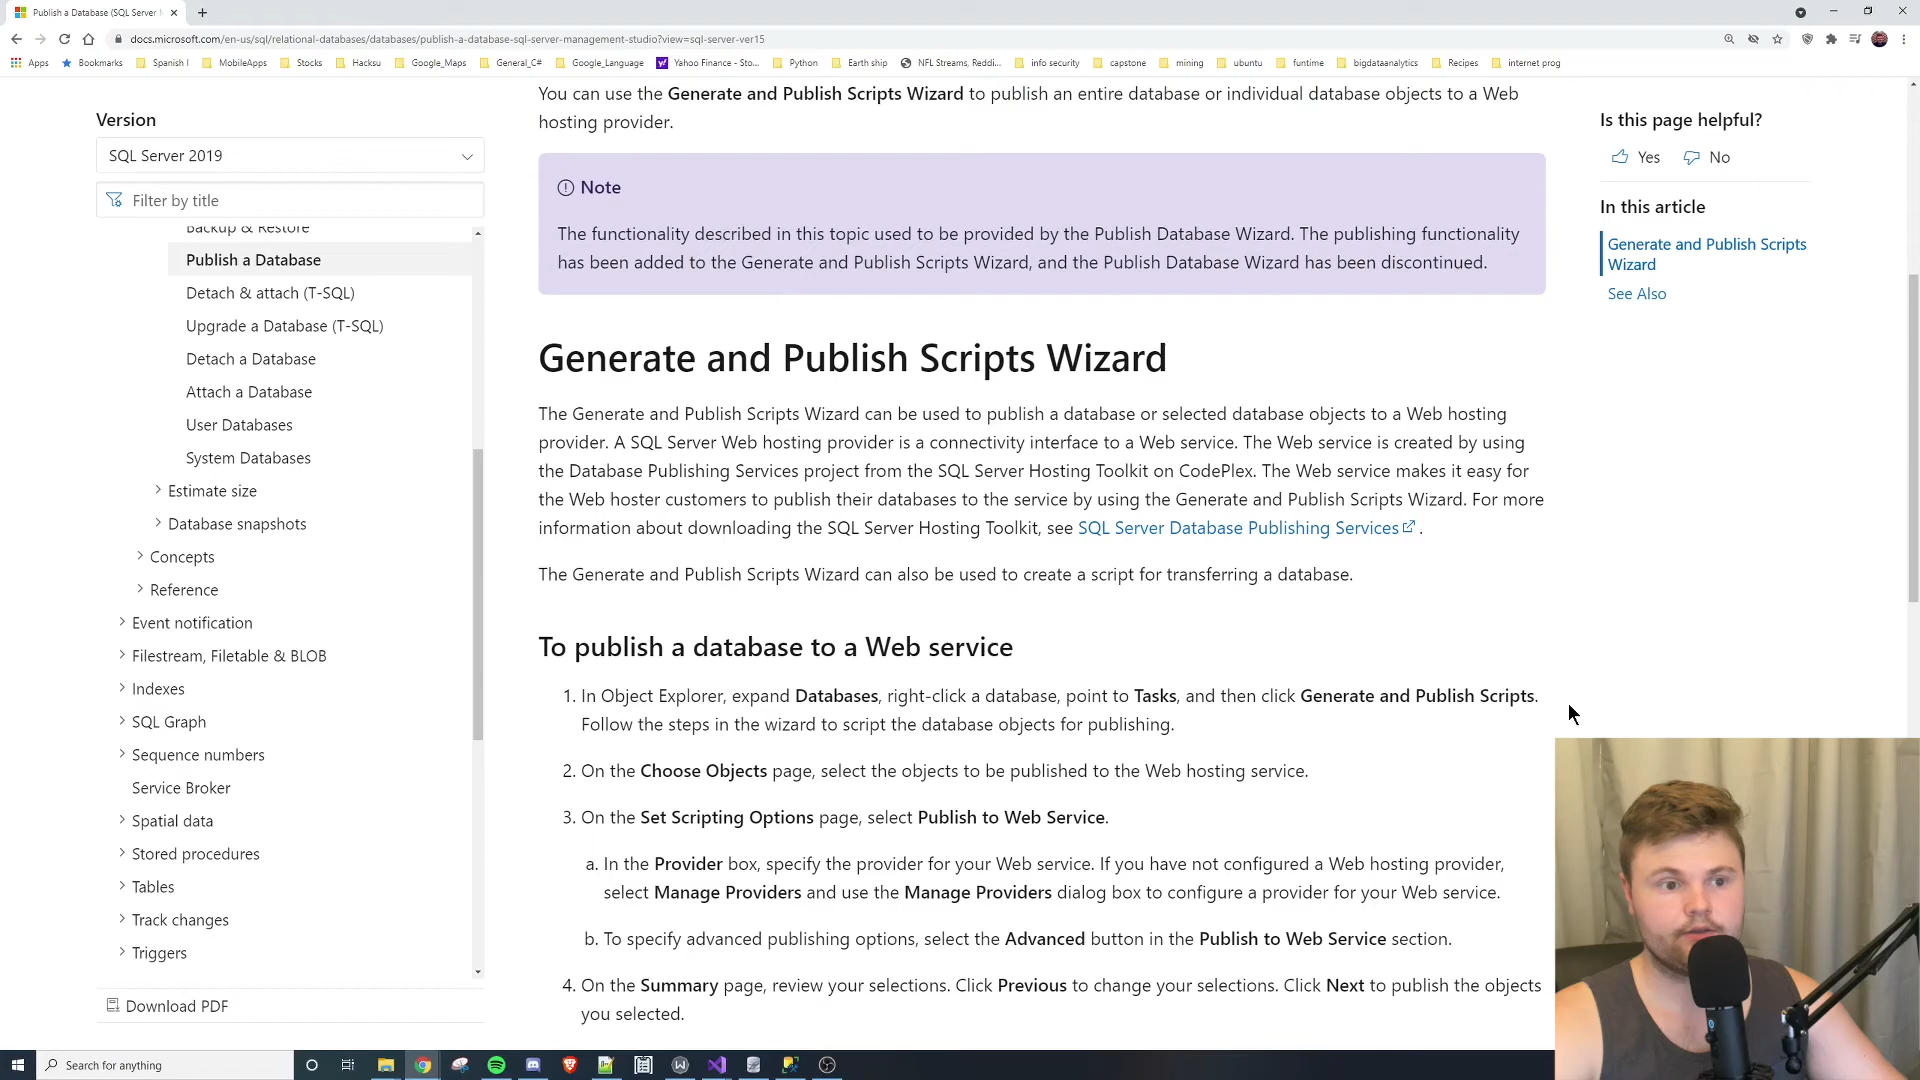 Publish a Database (SQL Server
docs.microsoft.com/en-us/sql/relational-databases/databases/publish-a-database-sql-server-management-studio?view=sql-server-ver15
Apps
Bookmarks
Spanish I
MobileApps
Stocks
Hacksu
Google_Maps
General_C#
Google_Language
Yahoo Finance - Sto...
Python
Earth ship
NFL Streams, Reddi...
info security
capstone
mining
ubuntu
funtime
bigdataanalytics
Recipes
internet prog
Version
SQL Server 2019
Filter by title
Backup & Restore
Publish a Database
Detach & attach (T-SQL)
Upgrade a Database (T-SQL)
Detach a Database
Attach a Database
User Databases
System Databases
Estimate size
Database snapshots
Concepts
Reference
Event notification
Filestream, Filetable & BLOB
Indexes
SQL Graph
Sequence numbers
Service Broker
Spatial data
Stored procedures
Tables
Track changes
Triggers
Download PDF
You can use the Generate and Publish Scripts Wizard to publish an entire database or individual database objects to a Web
hosting provider.
Note
The functionality described in this topic used to be provided by the Publish Database Wizard. The publishing functionality
has been added to the Generate and Publish Scripts Wizard, and the Publish Database Wizard has been discontinued.
Generate and Publish Scripts Wizard
The Generate and Publish Scripts Wizard can be used to publish a database or selected database objects to a Web hosting
provider. A SQL Server Web hosting provider is a connectivity interface to a Web service. The Web service is created by using
the Database Publishing Services project from the SQL Server Hosting Toolkit on CodePlex. The Web service makes it easy for
the Web hoster customers to publish their databases to the service by using the Generate and Publish Scripts Wizard. For more
information about downloading the SQL Server Hosting Toolkit, see SQL Server Database Publishing Services .
The Generate and Publish Scripts Wizard can also be used to create a script for transferring a database.
To publish a database to a Web service
1. In Object Explorer, expand Databases, right-click a database, point to Tasks, and then click Generate and Publish Scripts.
Follow the steps in the wizard to script the database objects for publishing.
2. On the Choose Objects page, select the objects to be published to the Web hosting service.
3. On the Set Scripting Options page, select Publish to Web Service.
a. In the Provider box, specify the provider for your Web service. If you have not configured a Web hosting provider,
select Manage Providers and use the Manage Providers dialog box to configure a provider for your Web service.
b. To specify advanced publishing options, select the Advanced button in the Publish to Web Service section.
4. On the Summary page, review your selections. Click Previous to change your selections. Click Next to publish the objects
you selected.
Is this page helpful?
Yes
No
In this article
Generate and Publish Scripts
Wizard
See Also
Search for anything